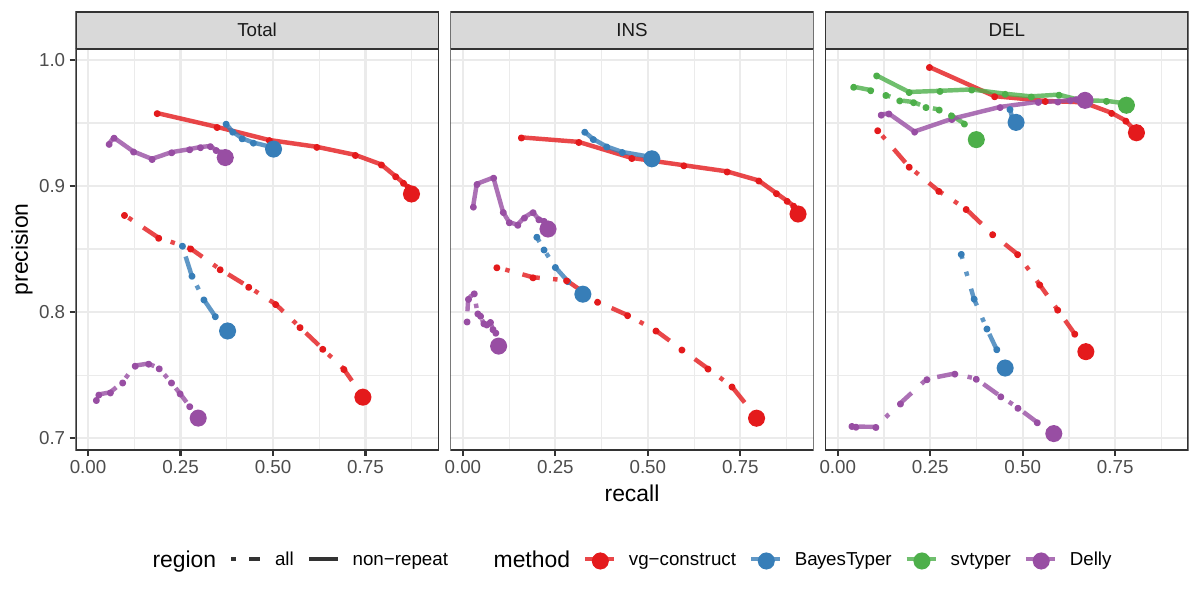 Total INS DEL
1.0
0.9
0.8
0.7
precision
0.00 0.25 0.50 0.75 0.00 0.25 0.50 0.75 0.00 0.25 0.50 0.75
recall
region all non−repeat method vg−construct BayesTyper svtyper Delly